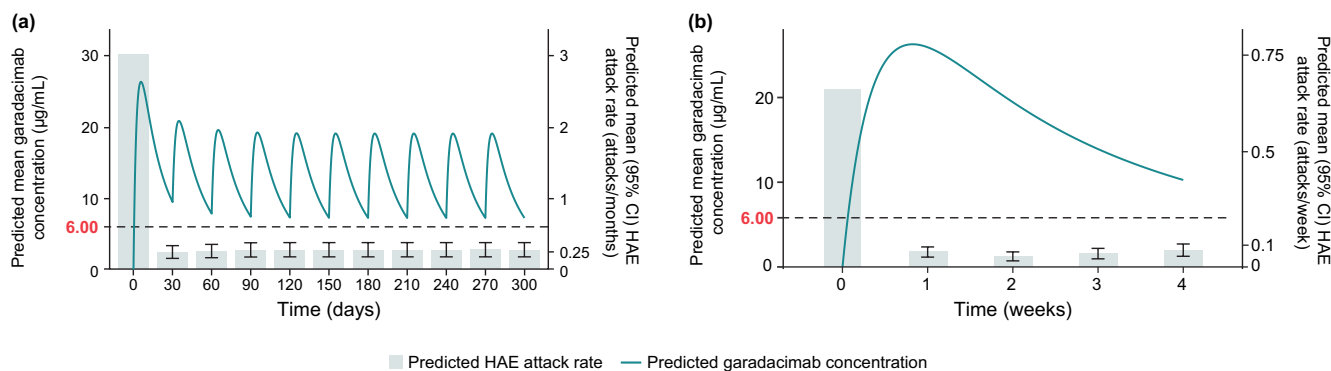 (a)
Predicted mean garadacimab
concentration (µg/mL)
30
20
10
6.00
0
3
2
1
0.25
0
Predicted mean (95% CI) HAE
attack rate (attacks/months)
0 30 60 90 120 150 180 210 240 270 300
Time (days)
(b)
Predicted mean garadacimab
concentration (µg/mL)
20
10
6.00
0
0.75
0.5
0.1
0
Predicted mean (95% CI) HAE
attack rate (attacks/week)
0 1 2 3 4
Time (weeks)
Predicted HAE attack rate Predicted garadacimab concentration